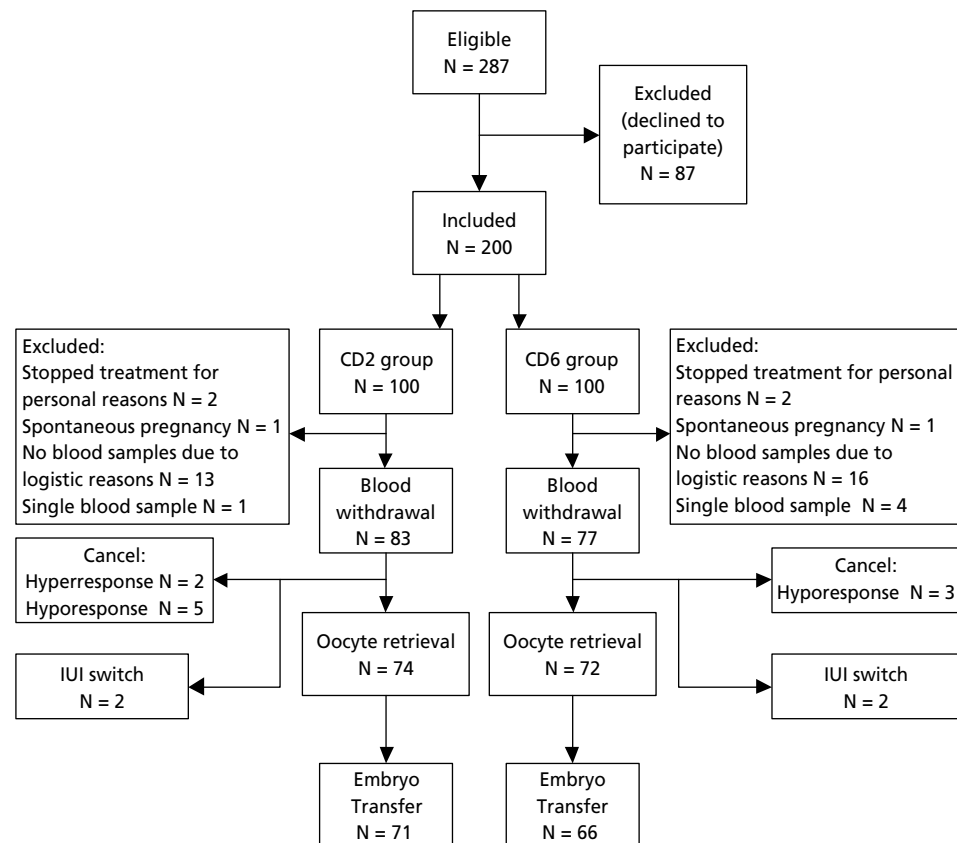 Eligible
N = 287
Excluded
(declined to
participate)
N = 87
Included
N = 200
Excluded:
Stopped treatment for
personal reasons N = 2
Spontaneous pregnancy N = 1
No blood samples due to
logistic reasons N = 13
Single blood sample N = 1
CD2 group
N = 100
CD6 group
N = 100
Excluded:
Stopped treatment for personal
reasons N = 2
Spontaneous pregnancy N = 1
No blood samples due to
logistic reasons N = 16
Single blood sample N = 4
Blood
withdrawal
N = 83
Blood
withdrawal
N = 77
Cancel:
Hyperresponse N = 2
Hyporesponse N = 5
Cancel:
Hyporesponse N = 3
Oocyte retrieval
N = 74
Oocyte retrieval
N = 72
IUI switch
N = 2
IUI switch
N = 2
Embryo
Transfer
N = 71
Embryo
Transfer
N = 66